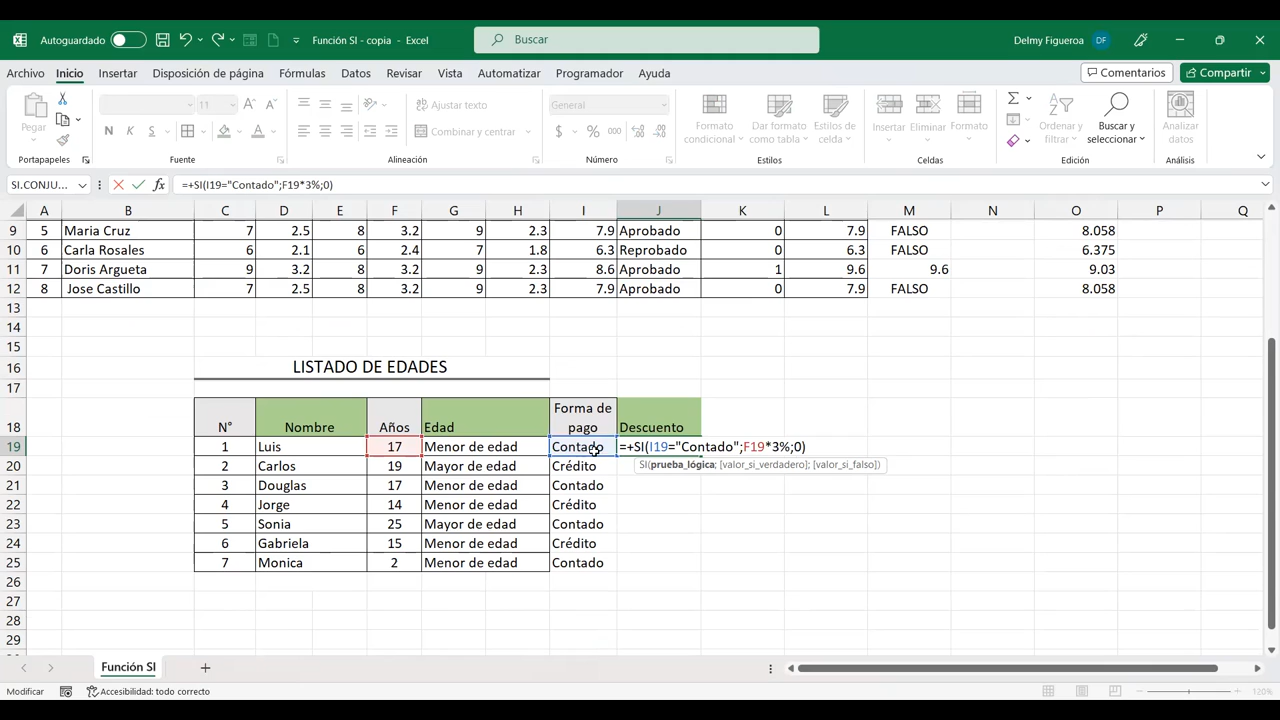 Autoguardado
Función SI - copia - Excel
Buscar
Delmy Figueroa
DF
Archivo Inicio Insertar Disposición de página Fórmulas Datos Revisar Vista Automatizar Programador Ayuda
Comentarios
Compartir
Pegar
Portapapeles
11
N K S
Fuente
Ajustar texto
Combinar y centrar
Alineación
General
$ % 000
Número
Formato condicional
Dar formato como tabla
Estilos de celda
Estilos
Insertar
Eliminar
Formato
Celdas
Ordenar y filtrar
Buscar y seleccionar
Edición
Analizar datos
Análisis
SI.CONJU...
fx
=+SI(I19="Contado";F19*3%;0)
A B C D E F G H I J K L M N O P Q
9 5 Maria Cruz 7 2.5 8 3.2 9 2.3 7.9 Aprobado 0 7.9 FALSO 8.058
10 6 Carla Rosales 6 2.1 6 2.4 7 1.8 6.3 Reprobado 0 6.3 FALSO 6.375
11 7 Doris Argueta 9 3.2 8 3.2 9 2.3 8.6 Aprobado 1 9.6 9.6 9.03
12 8 Jose Castillo 7 2.5 8 3.2 9 2.3 7.9 Aprobado 0 7.9 FALSO 8.058
13
14
15
16 LISTADO DE EDADES
17
18 N° Nombre Años Edad Forma de pago Descuento
19 1 Luis 17 Menor de edad Contado =+SI(I19="Contado";F19*3%;0)
SI(prueba_lógica; [valor_si_verdadero]; [valor_si_falso])
20 2 Carlos 19 Mayor de edad Crédito
21 3 Douglas 17 Menor de edad Contado
22 4 Jorge 14 Menor de edad Crédito
23 5 Sonia 25 Mayor de edad Contado
24 6 Gabriela 15 Menor de edad Crédito
25 7 Monica 2 Menor de edad Contado
26
27
28
29
Función SI
Modificar
Accesibilidad: todo correcto
120%